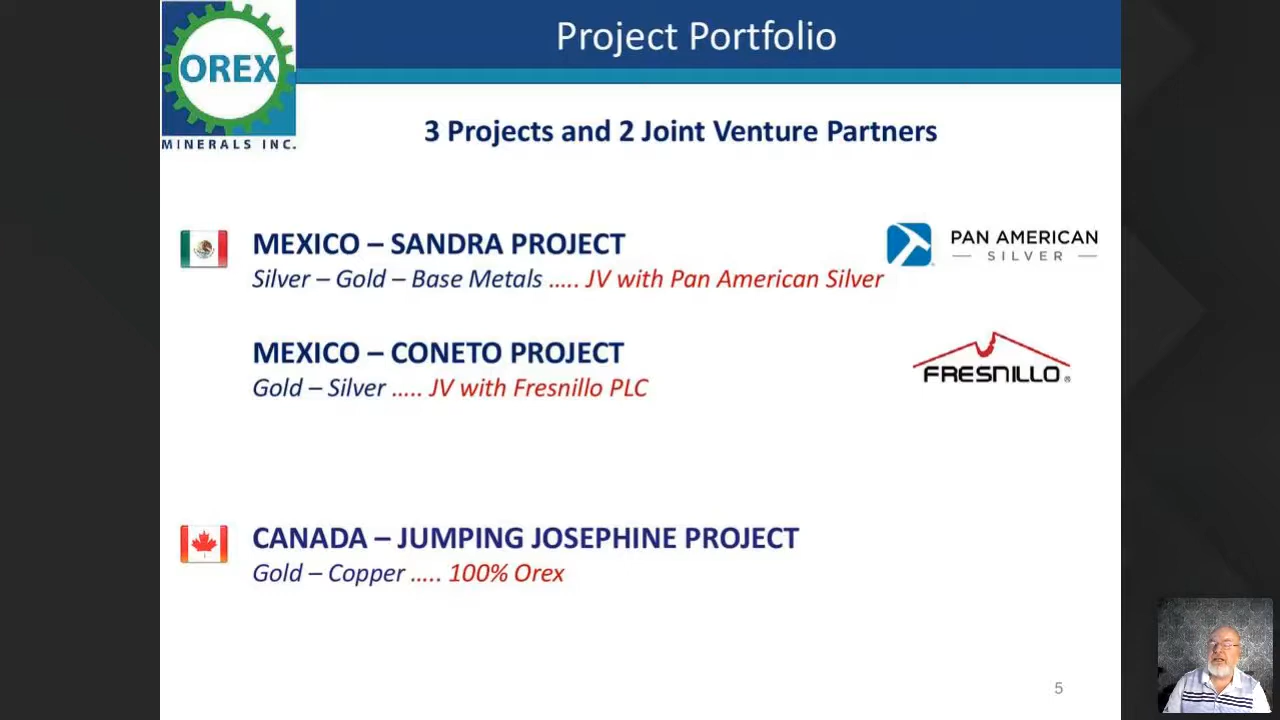 Project Portfolio
OREX
MINERALS INC.
3 Projects and 2 Joint Venture Partners
MEXICO – SANDRA PROJECT
Silver – Gold – Base Metals ..... JV with Pan American Silver
PAN AMERICAN
— SILVER —
MEXICO – CONETO PROJECT
Gold – Silver ..... JV with Fresnillo PLC
FRESNILLO®
CANADA – JUMPING JOSEPHINE PROJECT
Gold – Copper ..... 100% Orex
5